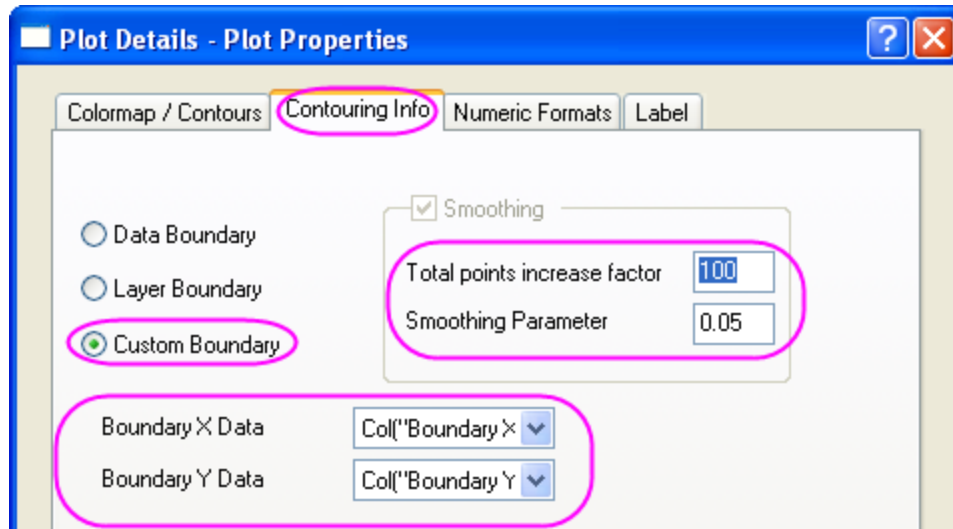 Plot Details - Plot Properties
Colormap / Contours Contouring Info Numeric Formats Label
Smoothing
Data Boundary
Total points increase factor 100
Layer Boundary
Smoothing Parameter 0.05
Custom Boundary
Boundary X Data Col("Boundary X
Boundary Y Data Col("Boundary Y